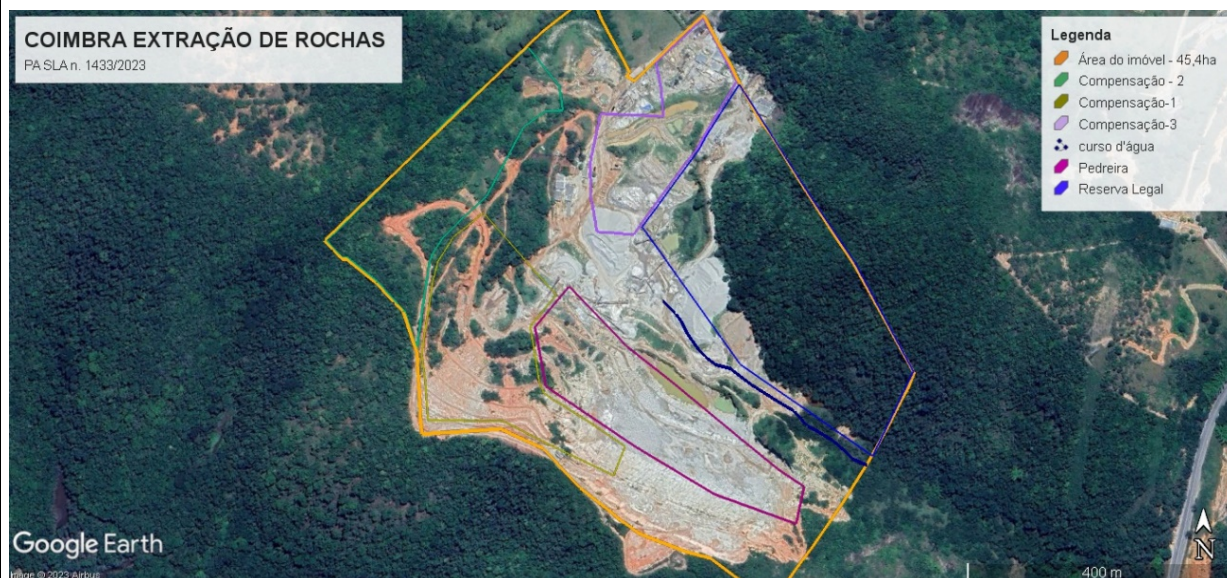 COIMBRA EXTRAÇÃO DE ROCHAS
PA SLA n. 1433/2023
Legenda
Área do imóvel - 45,4ha
Compensação - 2
Compensação-1
Compensação-3
curso d'água
Pedreira
Reserva Legal
Google Earth
Image © 2023 Airbus
N
400 m